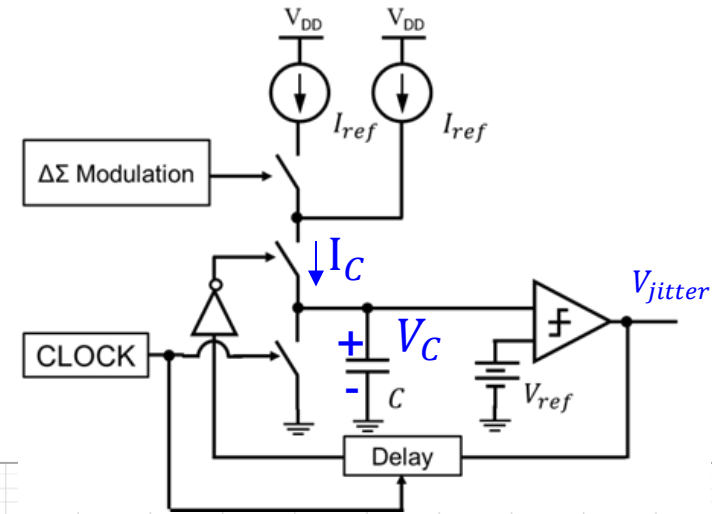 V_DD V_DD
I_ref I_ref
ΔΣ Modulation
I_C
V_jitter
CLOCK
+ V_C
- C
V_ref
Delay